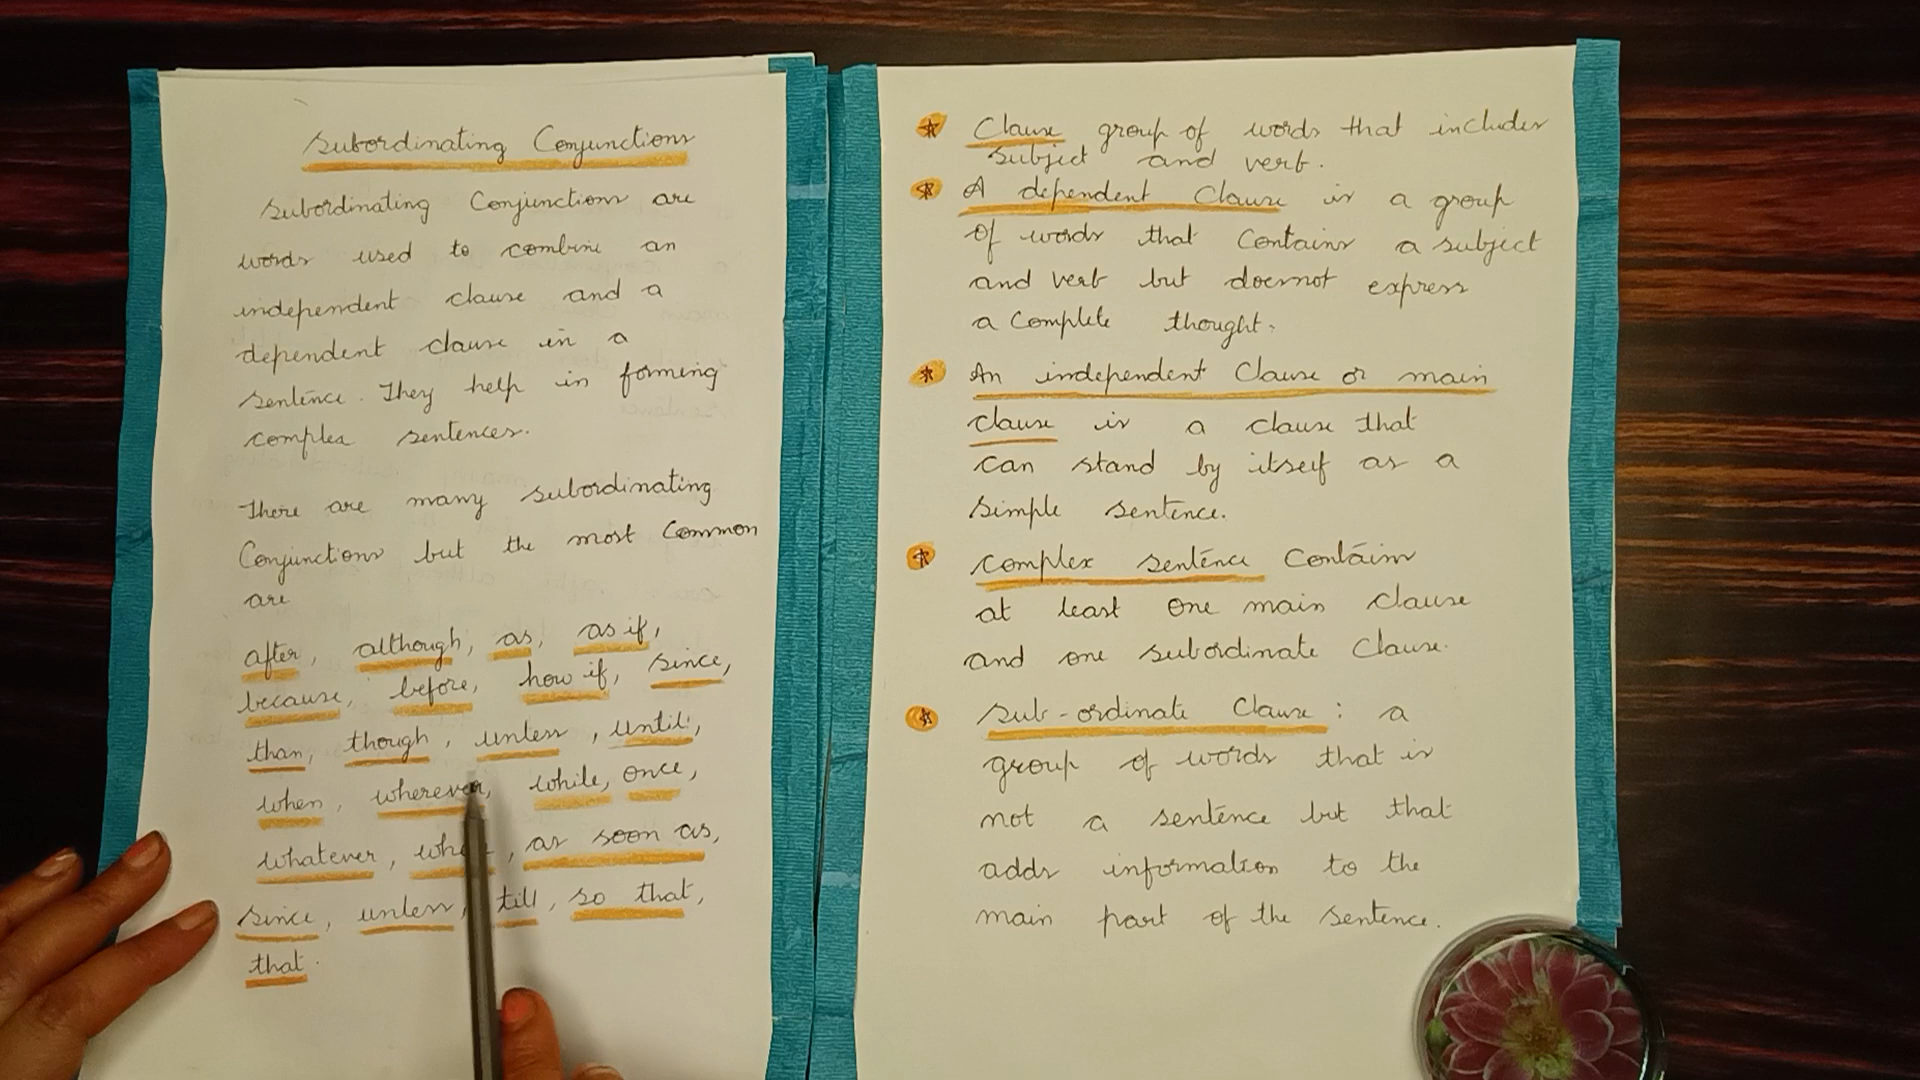 Subordinating Conjunctions
Subordinating Conjunctions are
words used to combine an
independent clause and a
dependent clause in a
sentence. They help in forming
complex sentences.
There are many subordinating
Conjunctions but the most Common
are
after, although, as, as if,
because, before, how if, since,
than, though, unless, until,
when, wherever, while, once,
whatever, as soon as,
since, unless, till, so that,
that.
Clause group of words that includes
subject and verb.
A dependent Clause is a group
of words that Contains a subject
and verb but doesnot express
a Complete thought.
An independent Clause or main
clause is a clause that
can stand by itself as a
simple sentence.
Complex sentence Contains
at least one main clause
and one subordinate Clause.
Sub-ordinate Clause: a
group of words that is
not a sentence but that
adds information to the
main part of the sentence.